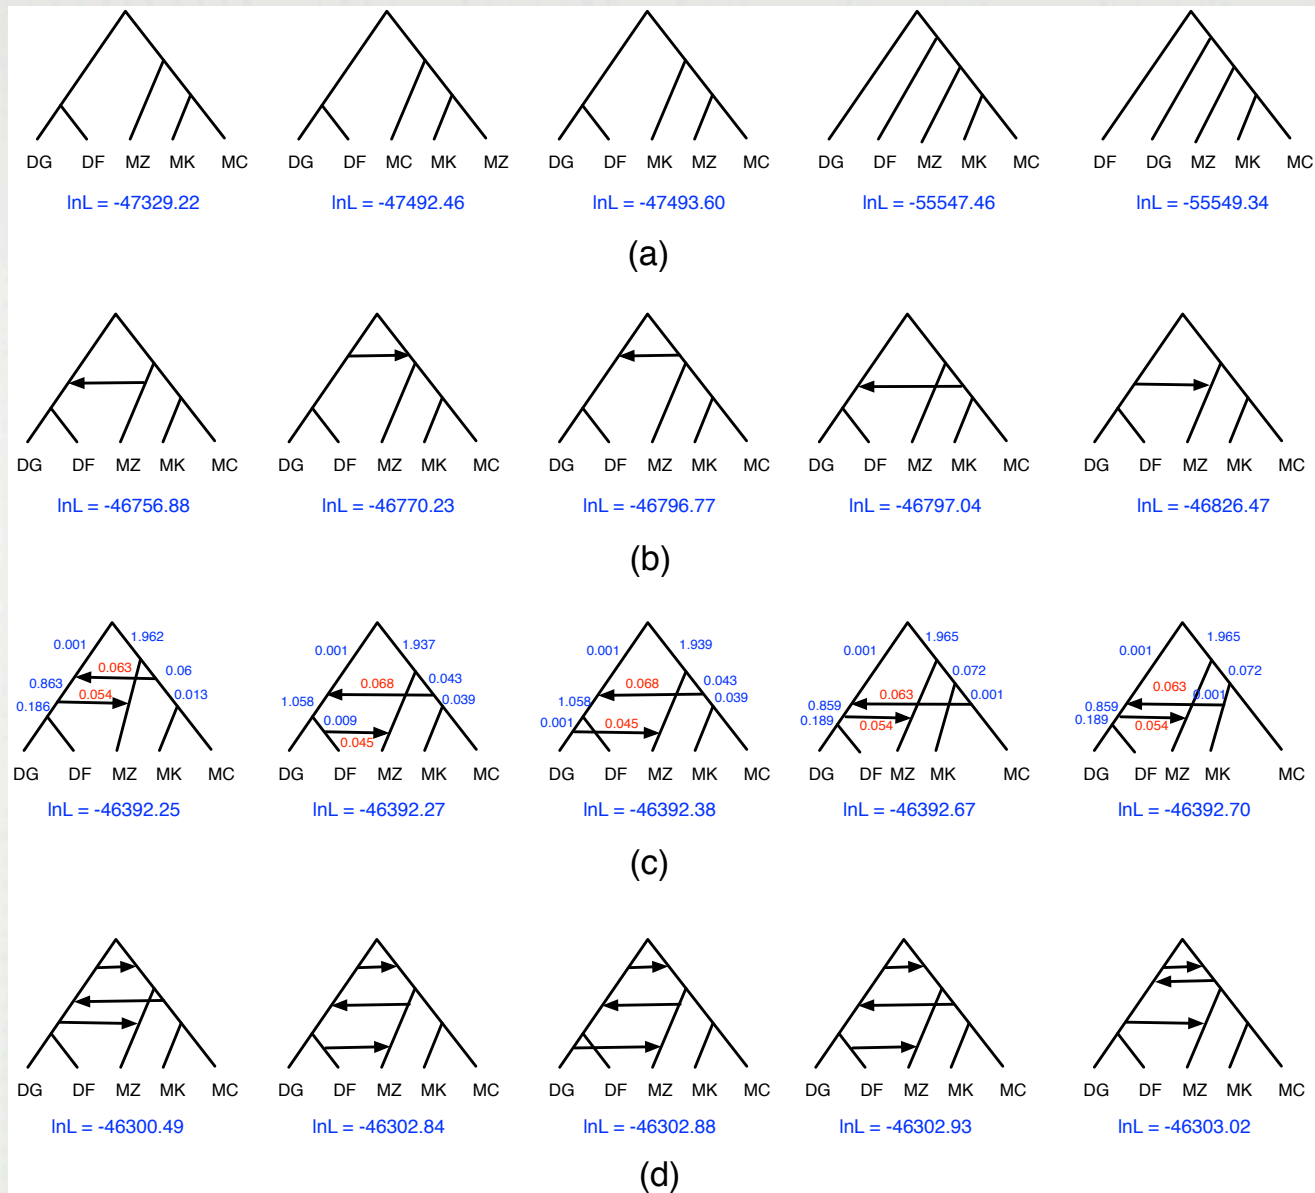 DG DF MZ MK MC DG DF MC MK MZ DG DF MK MZ MC DG DF MZ MK MC DF DG MZ MK MC
lnL = -47329.22 lnL = -47492.46 lnL = -47493.60 lnL = -55547.46 lnL = -55549.34
(a)
DG DF MZ MK MC DG DF MZ MK MC DG DF MZ MK MC DG DF MZ MK MC DG DF MZ MK MC
lnL = -46756.88 lnL = -46770.23 lnL = -46796.77 lnL = -46797.04 lnL = -46826.47
(b)
0.001 1.962 0.001 1.937 0.001 1.939 0.001 1.965 0.001 1.965
0.063 0.06 0.068 0.043 0.068 0.043 0.063 0.072 0.063 0.072
0.863 0.054 0.013 1.058 0.039 1.058 0.039 0.859 0.001 0.859 0.001
0.186 0.009 0.045 0.001 0.045 0.189 0.054 0.189 0.054
DG DF MZ MK MC DG DF MZ MK MC DG DF MZ MK MC DG DF MZ MK MC DG DF MZ MK MC
lnL = -46392.25 lnL = -46392.27 lnL = -46392.38 lnL = -46392.67 lnL = -46392.70
(c)
DG DF MZ MK MC DG DF MZ MK MC DG DF MZ MK MC DG DF MZ MK MC DG DF MZ MK MC
lnL = -46300.49 lnL = -46302.84 lnL = -46302.88 lnL = -46302.93 lnL = -46303.02
(d)